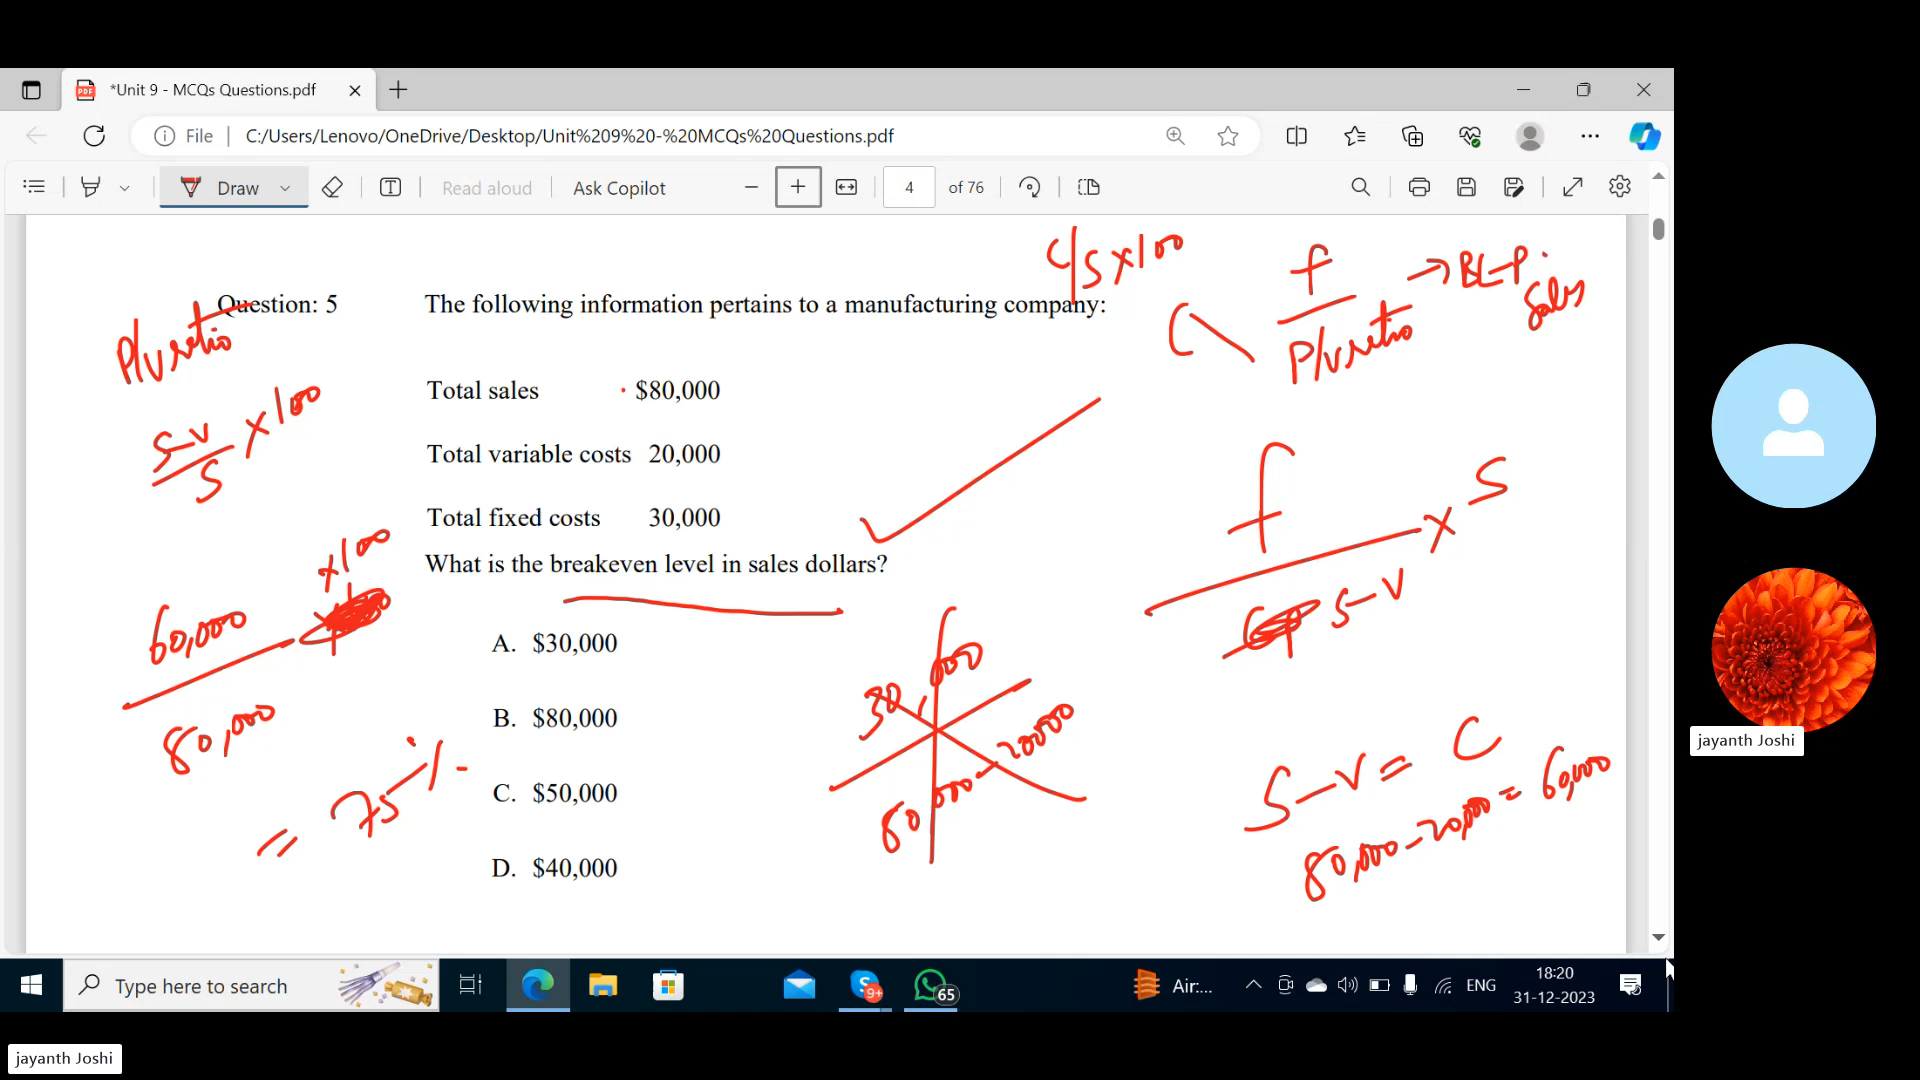 *Unit 9 - MCQs Questions.pdf
File C:/Users/Lenovo/OneDrive/Desktop/Unit%209%20-%20MCQs%20Questions.pdf
Draw Read aloud Ask Copilot 4 of 76
C/S x 100
f
P/V ratio
→ BEP Sales
Question: 5 The following information pertains to a manufacturing company:
P/V ratio
Total sales $80,000
S-V
S
x 100
Total variable costs 20,000
Total fixed costs 30,000
f
S-V
x S
What is the breakeven level in sales dollars?
60,000
80,000
x 100
= 75%
A. $30,000
B. $80,000
C. $50,000
D. $40,000
30,000
80,000 - 20000
S-V = C
80,000 - 20,000 = 60,000
jayanth Joshi
Type here to search
9+
65
Air:...
ENG
18:20
31-12-2023
jayanth Joshi